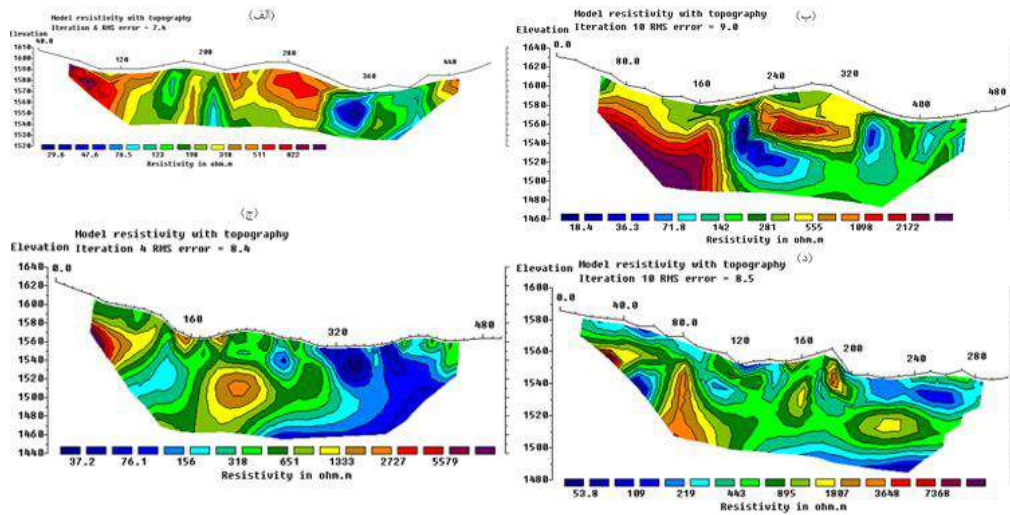 (الف)
Model resistivity with topography
Iteration 6 RMS error = 7.4
Elevation
40.0
120
200
280
360
440
1610
1600
1590
1580
1570
1560
1550
1540
1530
1520
29.6 47.6 76.5 123 198 318 511 822
Resistivity in ohm.m
(ب)
Model resistivity with topography
Iteration 10 RMS error = 9.0
Elevation
0.0
80.0
160
240
320
400
480
1640
1620
1600
1580
1560
1540
1520
1500
1480
1460
18.4 36.3 71.8 142 281 555 1098 2172
Resistivity in ohm.m
(ج)
Model resistivity with topography
Iteration 4 RMS error = 8.4
Elevation
0.0
160
320
480
1640
1620
1600
1580
1560
1540
1520
1500
1480
1460
1440
37.2 76.1 156 318 651 1333 2727 5579
Resistivity in ohm.m
(د)
Model resistivity with topography
Iteration 10 RMS error = 8.5
Elevation
0.0
40.0
80.0
120
160
200
240
280
1600
1580
1560
1540
1520
1500
1480
53.8 109 219 443 895 1807 3648 7368
Resistivity in ohm.m